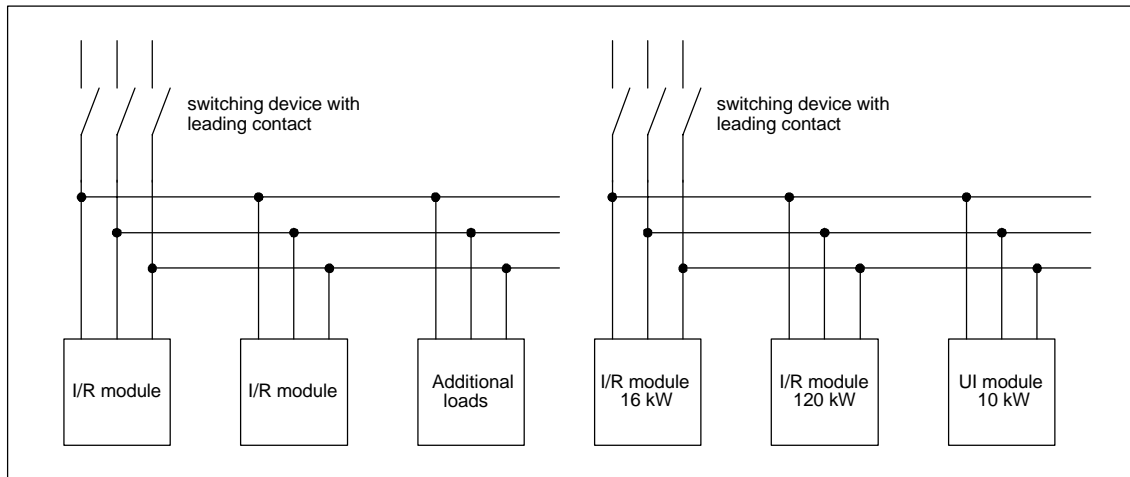 switching device with
leading contact
switching device with
leading contact
I/R module
I/R module
Additional
loads
I/R module
16 kW
I/R module
120 kW
UI module
10 kW